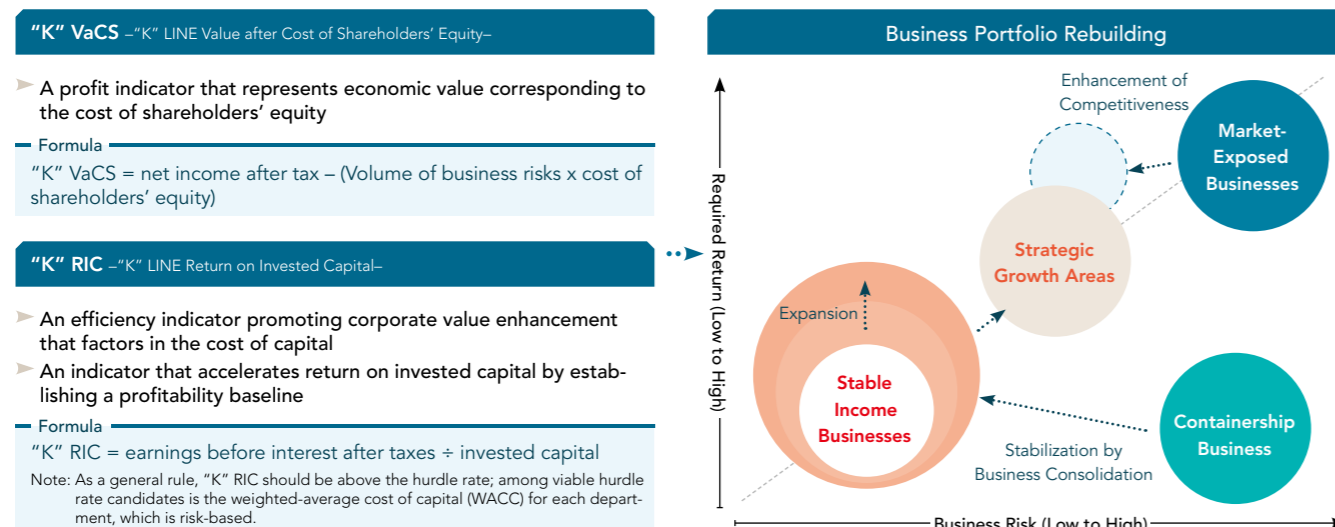 “K” VaCS –“K” LINE Value after Cost of Shareholders’ Equity–
A profit indicator that represents economic value corresponding to
the cost of shareholders’ equity
Formula
“K” VaCS = net income after tax – (Volume of business risks x cost of
shareholders’ equity)
“K” RIC –“K” LINE Return on Invested Capital–
An efficiency indicator promoting corporate value enhancement
that factors in the cost of capital
An indicator that accelerates return on invested capital by estab-
lishing a profitability baseline
Formula
“K” RIC = earnings before interest after taxes ÷ invested capital
Note: As a general rule, “K” RIC should be above the hurdle rate; among viable hurdle
rate candidates is the weighted-average cost of capital (WACC) for each depart-
ment, which is risk-based.
Business Portfolio Rebuilding
Required Return (Low to High)
Enhancement of
Competitiveness
Market-
Exposed
Businesses
Strategic
Growth Areas
Expansion
Stable
Income
Businesses
Containership
Business
Stabilization by
Business Consolidation
Business Risk (Low to High)